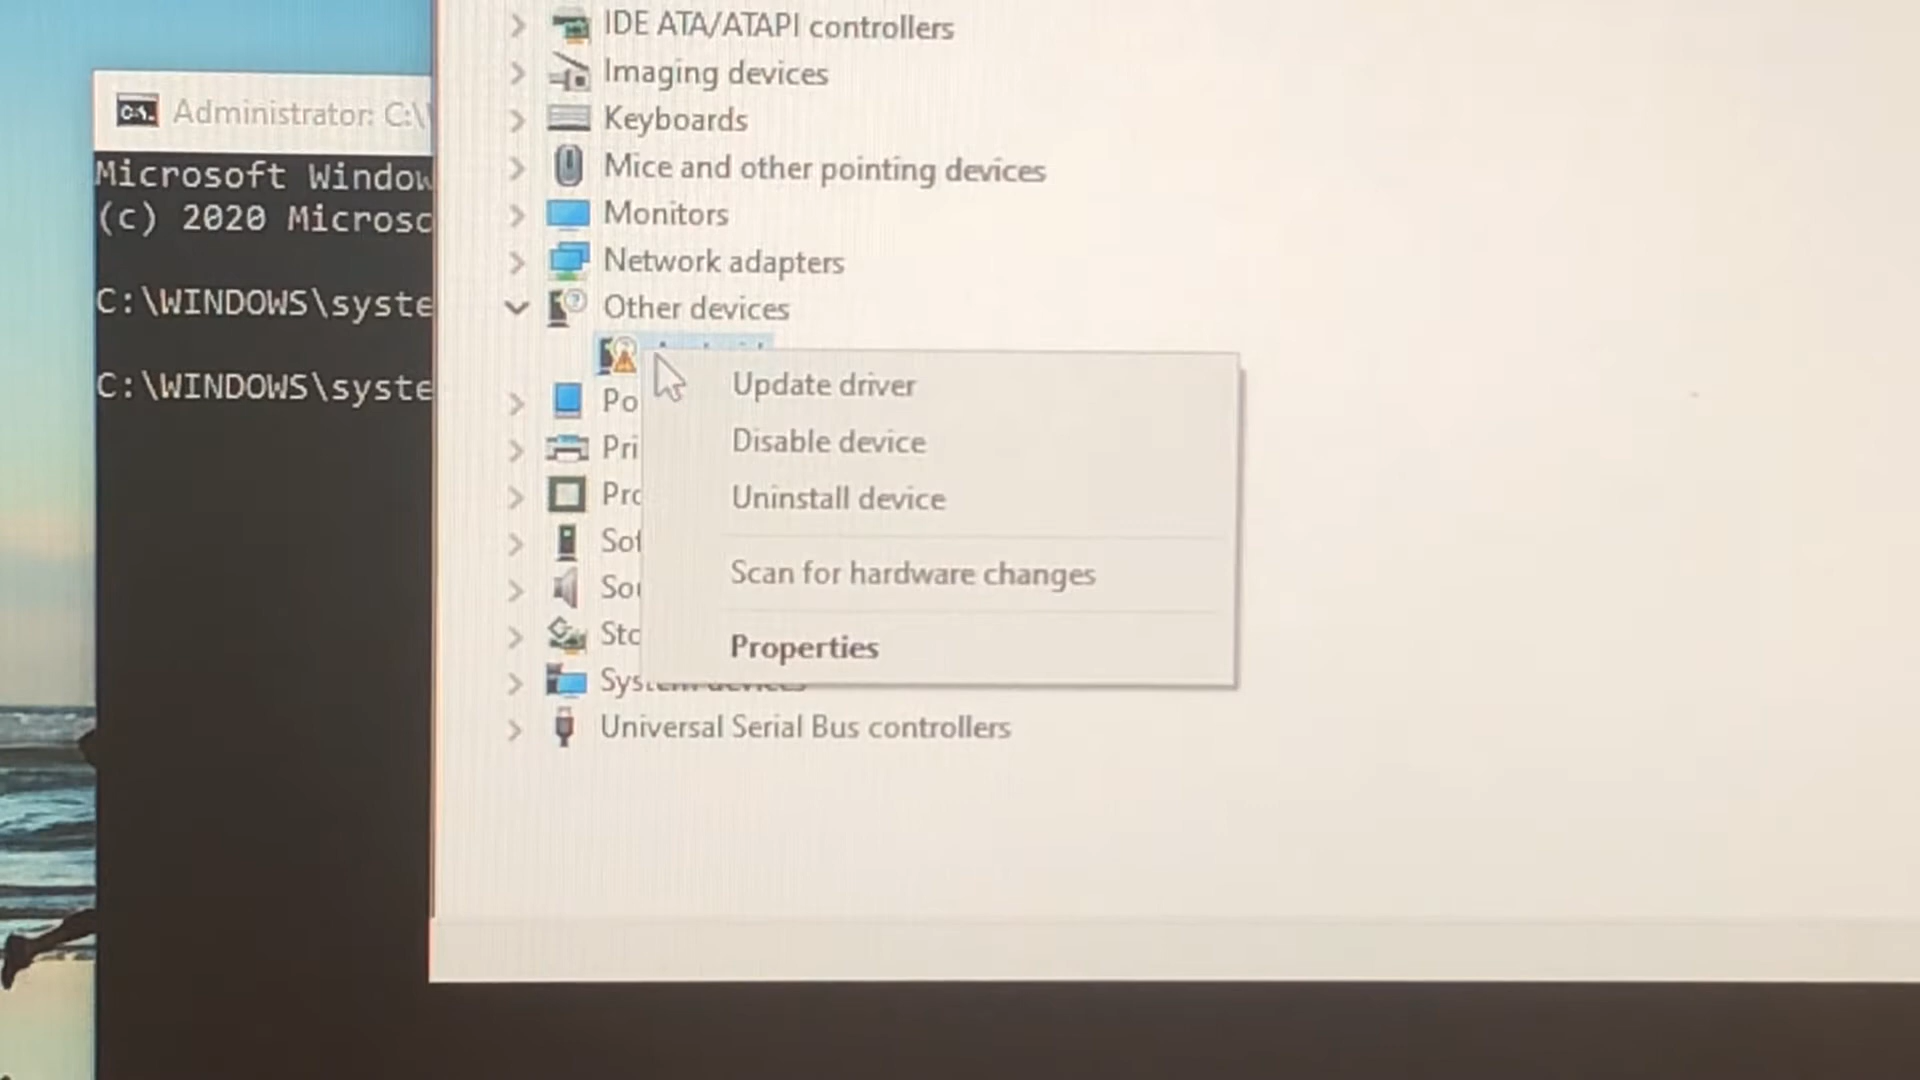 IDE ATA/ATAPI controllers
Imaging devices
Keyboards
Mice and other pointing devices
Monitors
Network adapters
Other devices
Po
Pri
Pro
Sof
Sou
Sto
System devices
Universal Serial Bus controllers
Update driver
Disable device
Uninstall device
Scan for hardware changes
Properties
Administrator: C:\
Microsoft Window
(c) 2020 Microsc
C:\WINDOWS\syste
C:\WINDOWS\syste